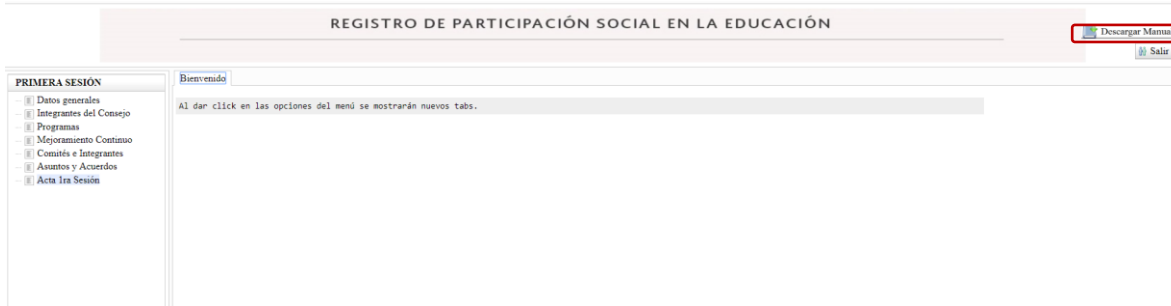 REGISTRO DE PARTICIPACIÓN SOCIAL EN LA EDUCACIÓN
Descargar Manua
Salir
PRIMERA SESIÓN
Datos generales
Integrantes del Consejo
Programas
Mejoramiento Continuo
Comités e Integrantes
Asuntos y Acuerdos
Acta 1ra Sesión
Bienvenido
Al dar click en las opciones del menú se mostrarán nuevos tabs.